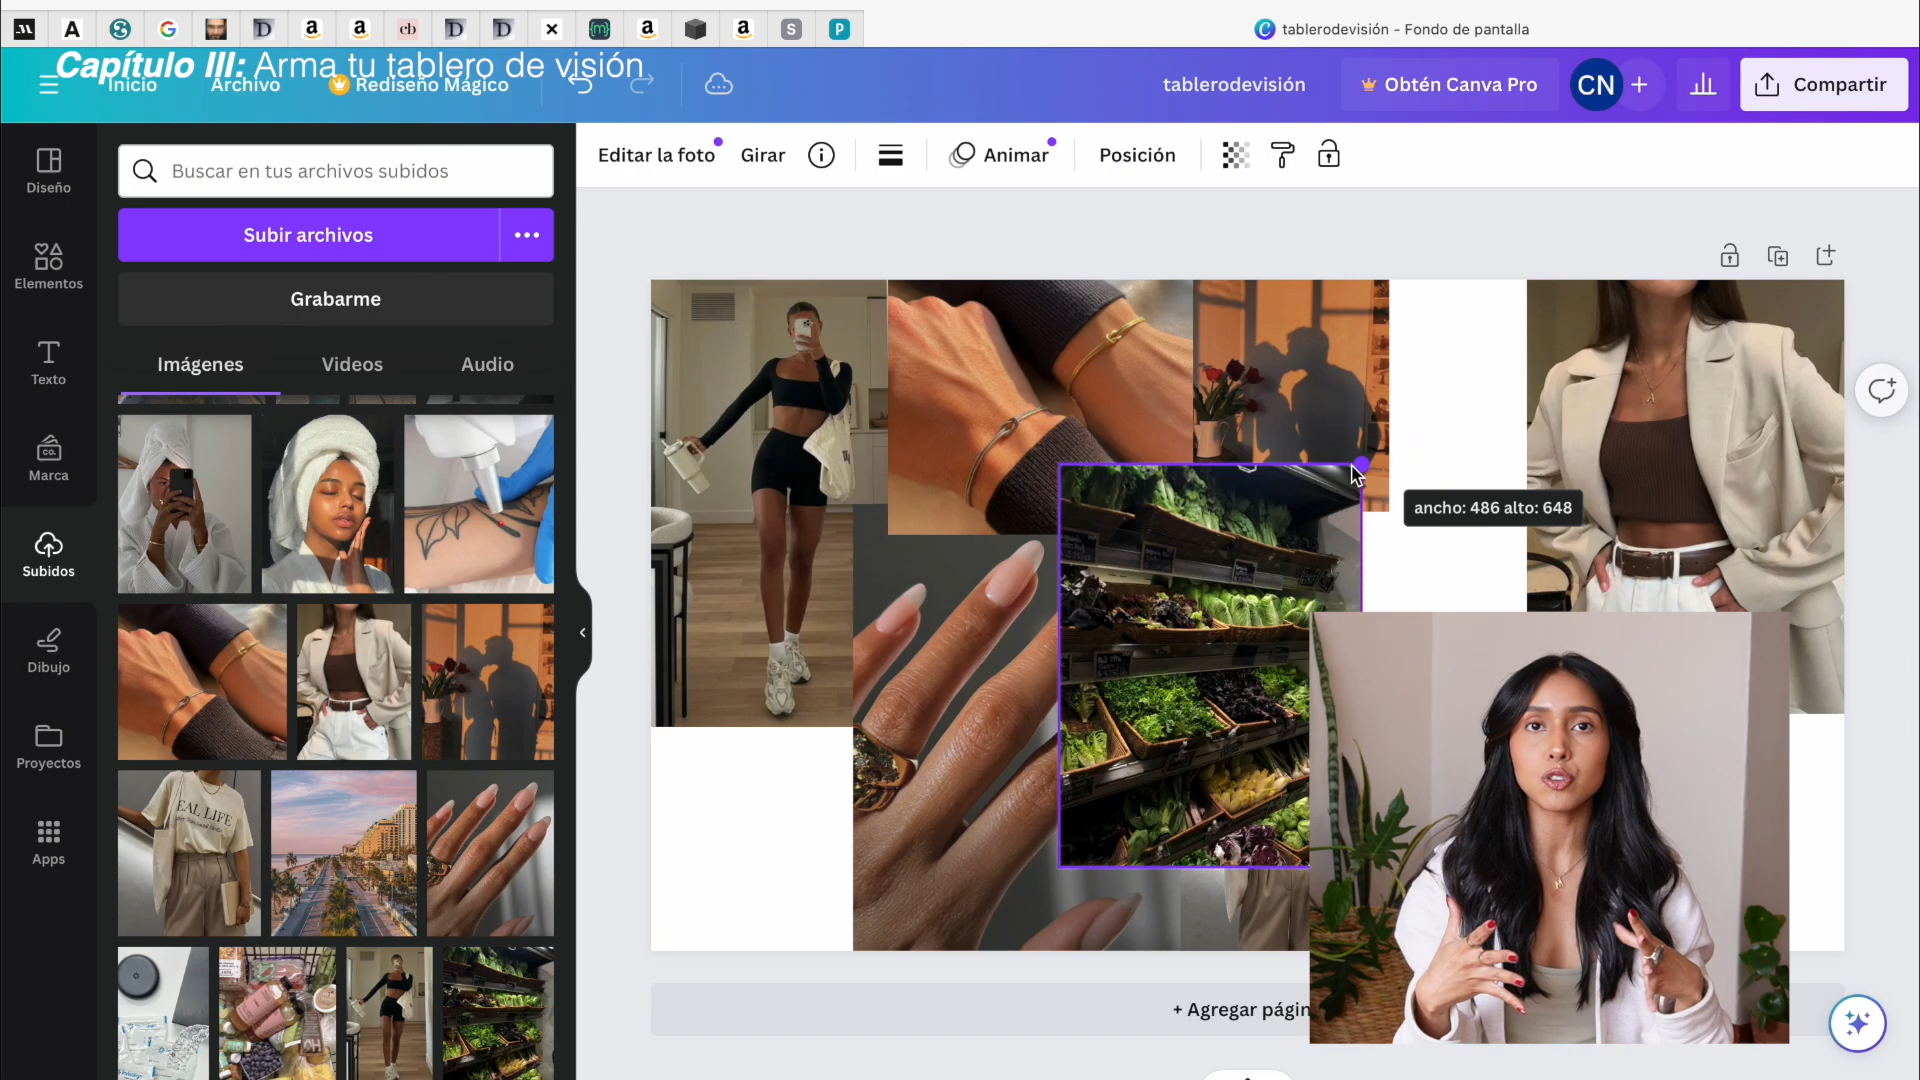 tablerodevisión - Fondo de pantalla
Capítulo III: Arma tu tablero de visión
Inicio
Archivo
Rediseño Mágico
tablerodevisión
Obtén Canva Pro
CN
Compartir
Diseño
Elementos
Texto
Marca
Subidos
Dibujo
Proyectos
Apps
Buscar en tus archivos subidos
Subir archivos
Grabarme
Imágenes
Videos
Audio
Editar la foto
Girar
Animar
Posición
ancho: 486 alto: 648
EAL LIFE
+ Agregar págin